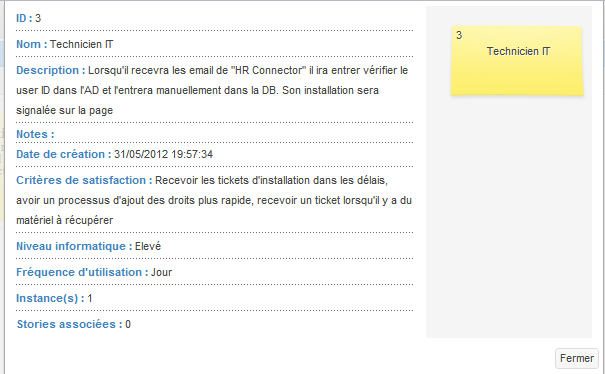 ID : 3
Nom : Technicien IT
Description : Lorsqu'il recevra les email de "HR Connector" il ira entrer vérifier le
user ID dans l'AD et l'entrera manuellement dans la DB. Son installation sera
signalée sur la page
Notes :
Date de création : 31/05/2012 19:57:34
Critères de satisfaction : Recevoir les tickets d'installation dans les délais,
avoir un processus d'ajout des droits plus rapide, recevoir un ticket lorsqu'il y a du
matériel à récupérer
Niveau informatique : Elevé
Fréquence d'utilisation : Jour
Instance(s) : 1
Stories associées : 0
3
Technicien IT
Fermer